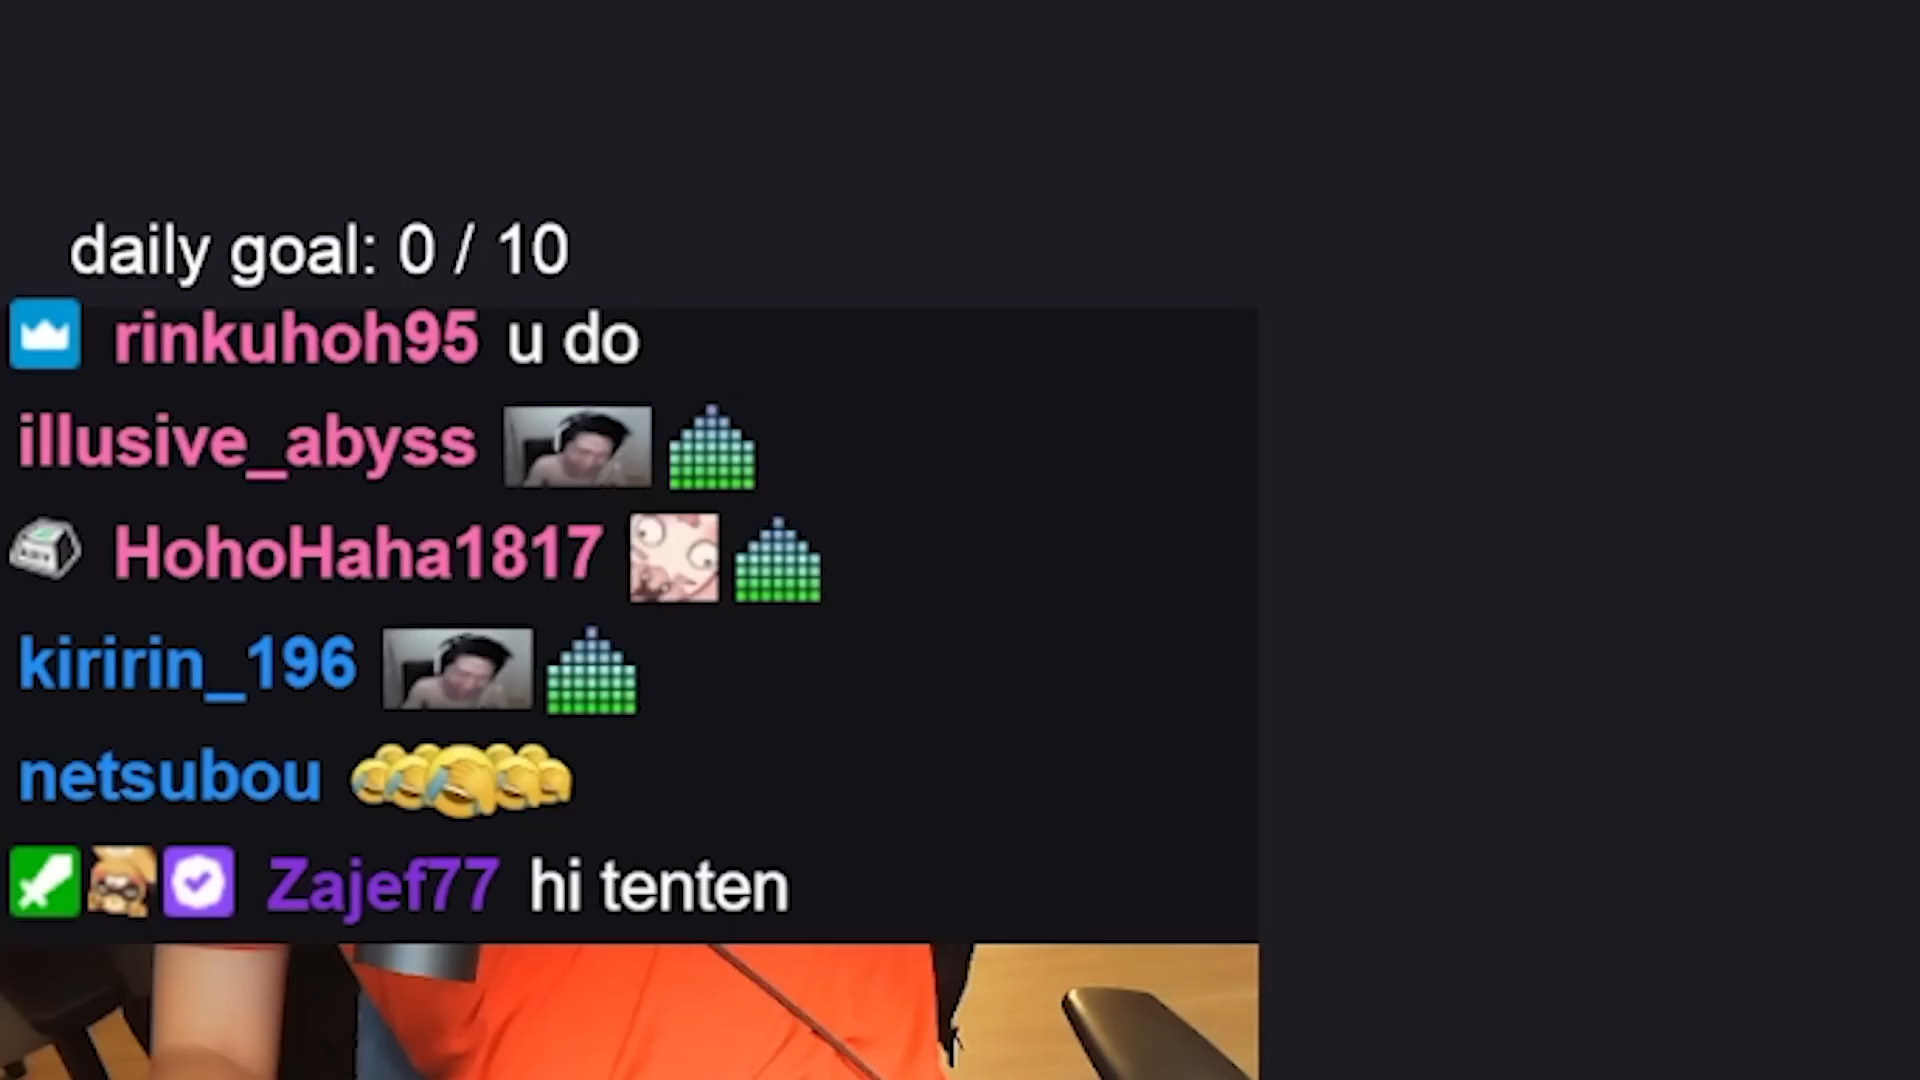 daily goal: 0 / 10
rinkuhoh95 u do
illusive_abyss
HohoHaha1817
kiririn_196
netsubou
Zajef77 hi tenten